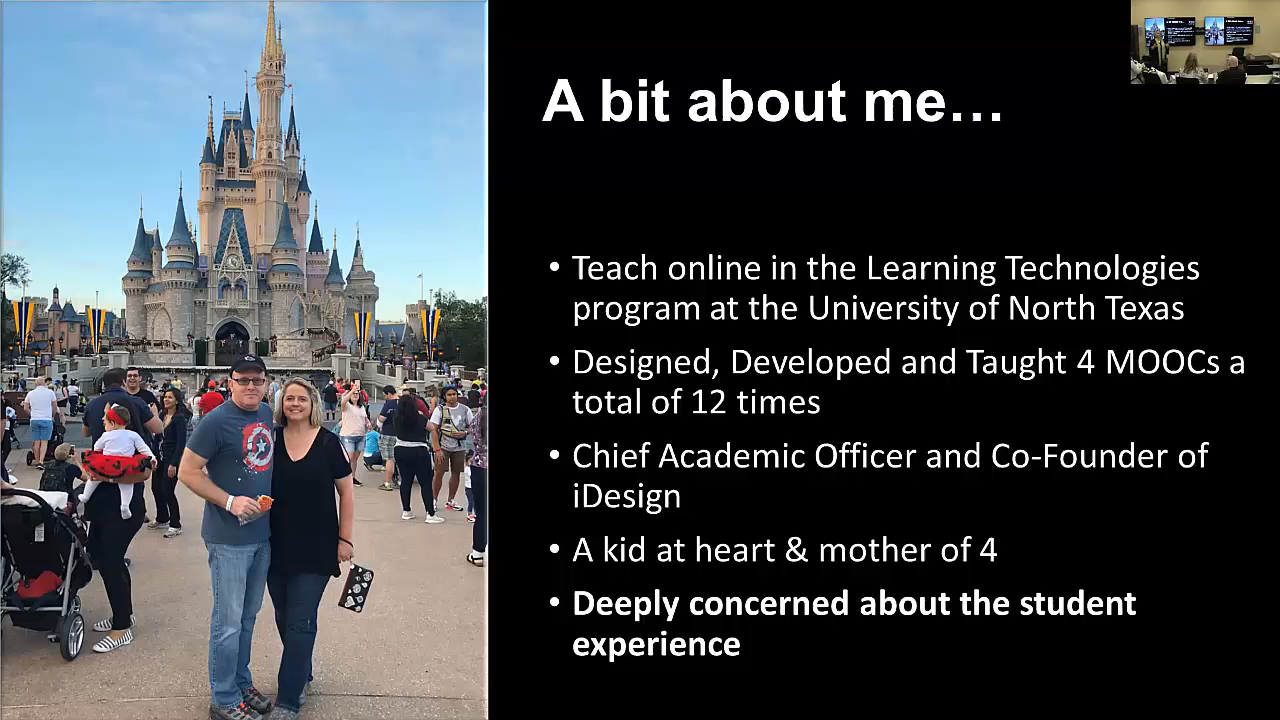 A bit about me…
• Teach online in the Learning Technologies
program at the University of North Texas
• Designed, Developed and Taught 4 MOOCs a
total of 12 times
• Chief Academic Officer and Co-Founder of
iDesign
• A kid at heart & mother of 4
• Deeply concerned about the student
experience